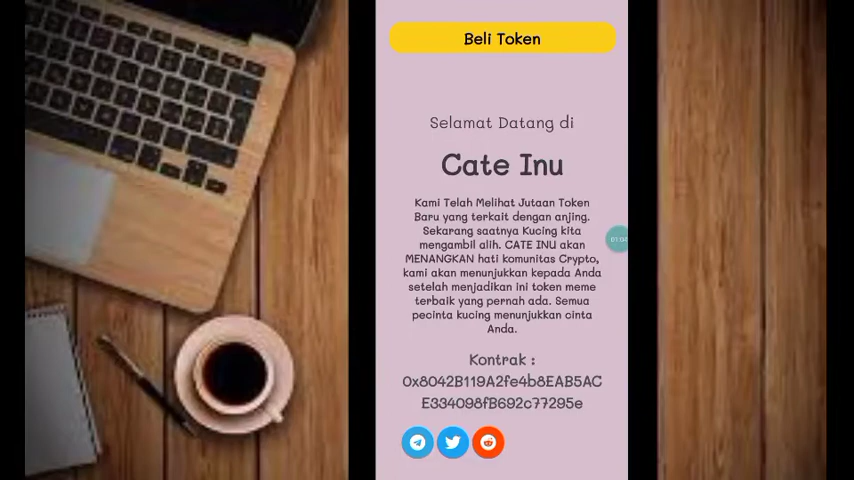 Beli Token
Selamat Datang di
Cate Inu
Kami Telah Melihat Jutaan Token
Baru yang terkait dengan anjing.
Sekarang saatnya Kucing kita
mengambil alih. CATE INU akan
MENANGKAN hati komunitas Crypto,
kami akan menunjukkan kepada Anda
setelah menjadikan ini token meme
terbaik yang pernah ada. Semua
pecinta kucing menunjukkan cinta
Anda.
Kontrak :
0x8042B119A2fe4b8EAB5AC
E334098fB692c77295e